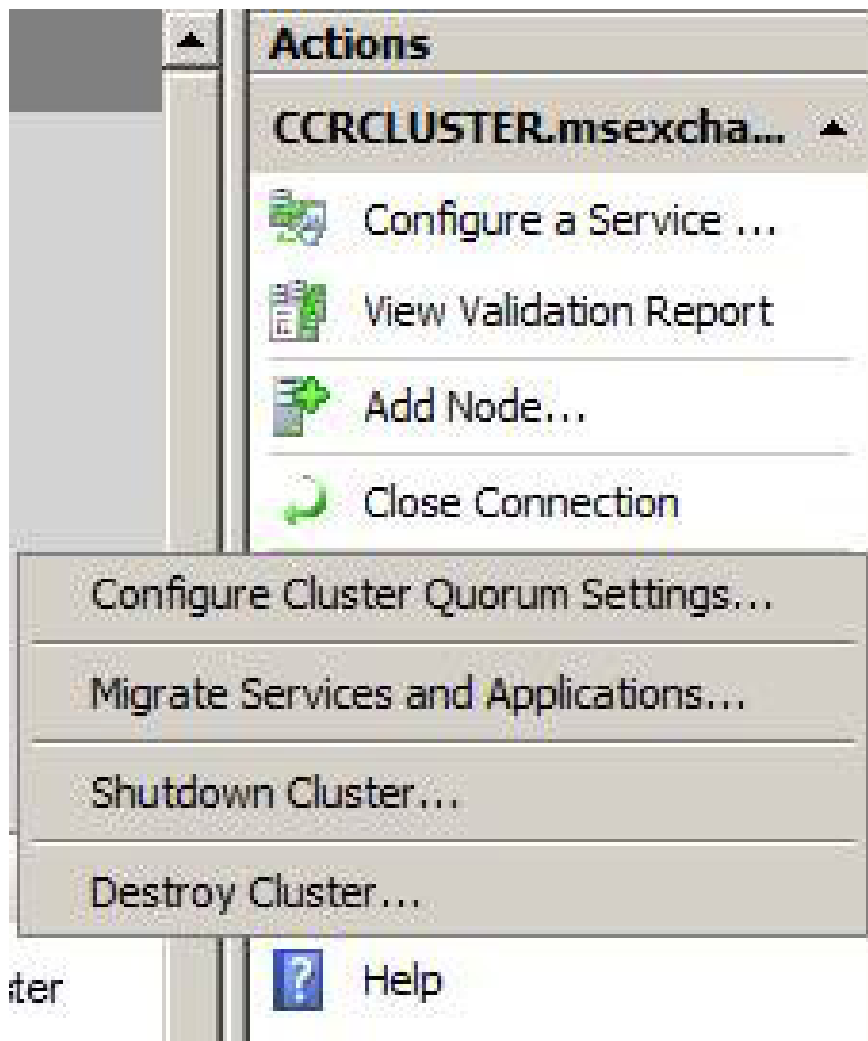 Actions
CCRCLUSTER.msexcha...
Configure a Service ...
View Validation Report
Add Node...
Close Connection
Configure Cluster Quorum Settings...
Migrate Services and Applications...
Shutdown Cluster...
Destroy Cluster...
ster
Help